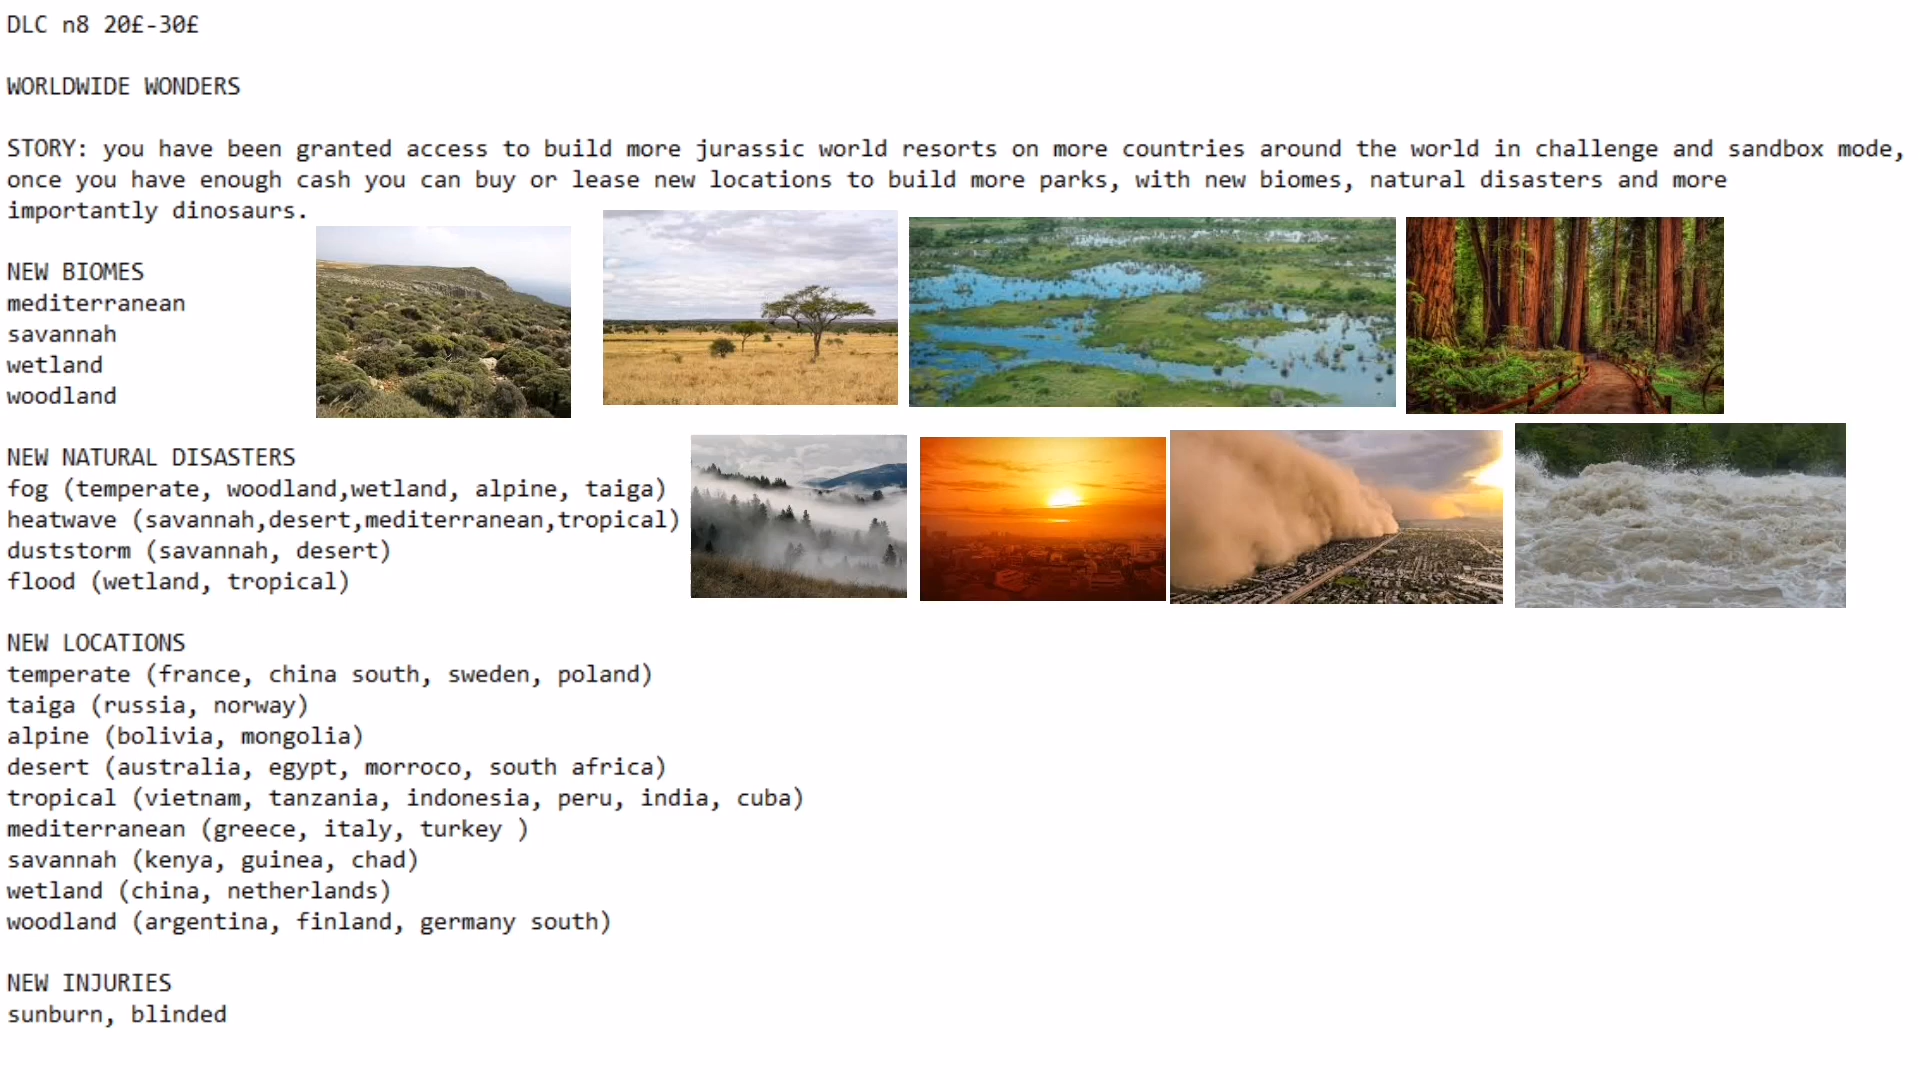 DLC n8 20£-30£
WORLDWIDE WONDERS
STORY: you have been granted access to build more jurassic world resorts on more countries around the world in challenge and sandbox mode,
once you have enough cash you can buy or lease new locations to build more parks, with new biomes, natural disasters and more
importantly dinosaurs.
NEW BIOMES
mediterranean
savannah
wetland
woodland
NEW NATURAL DISASTERS
fog (temperate, woodland,wetland, alpine, taiga)
heatwave (savannah,desert,mediterranean,tropical)
duststorm (savannah, desert)
flood (wetland, tropical)
NEW LOCATIONS
temperate (france, china south, sweden, poland)
taiga (russia, norway)
alpine (bolivia, mongolia)
desert (australia, egypt, morroco, south africa)
tropical (vietnam, tanzania, indonesia, peru, india, cuba)
mediterranean (greece, italy, turkey )
savannah (kenya, guinea, chad)
wetland (china, netherlands)
woodland (argentina, finland, germany south)
NEW INJURIES
sunburn, blinded